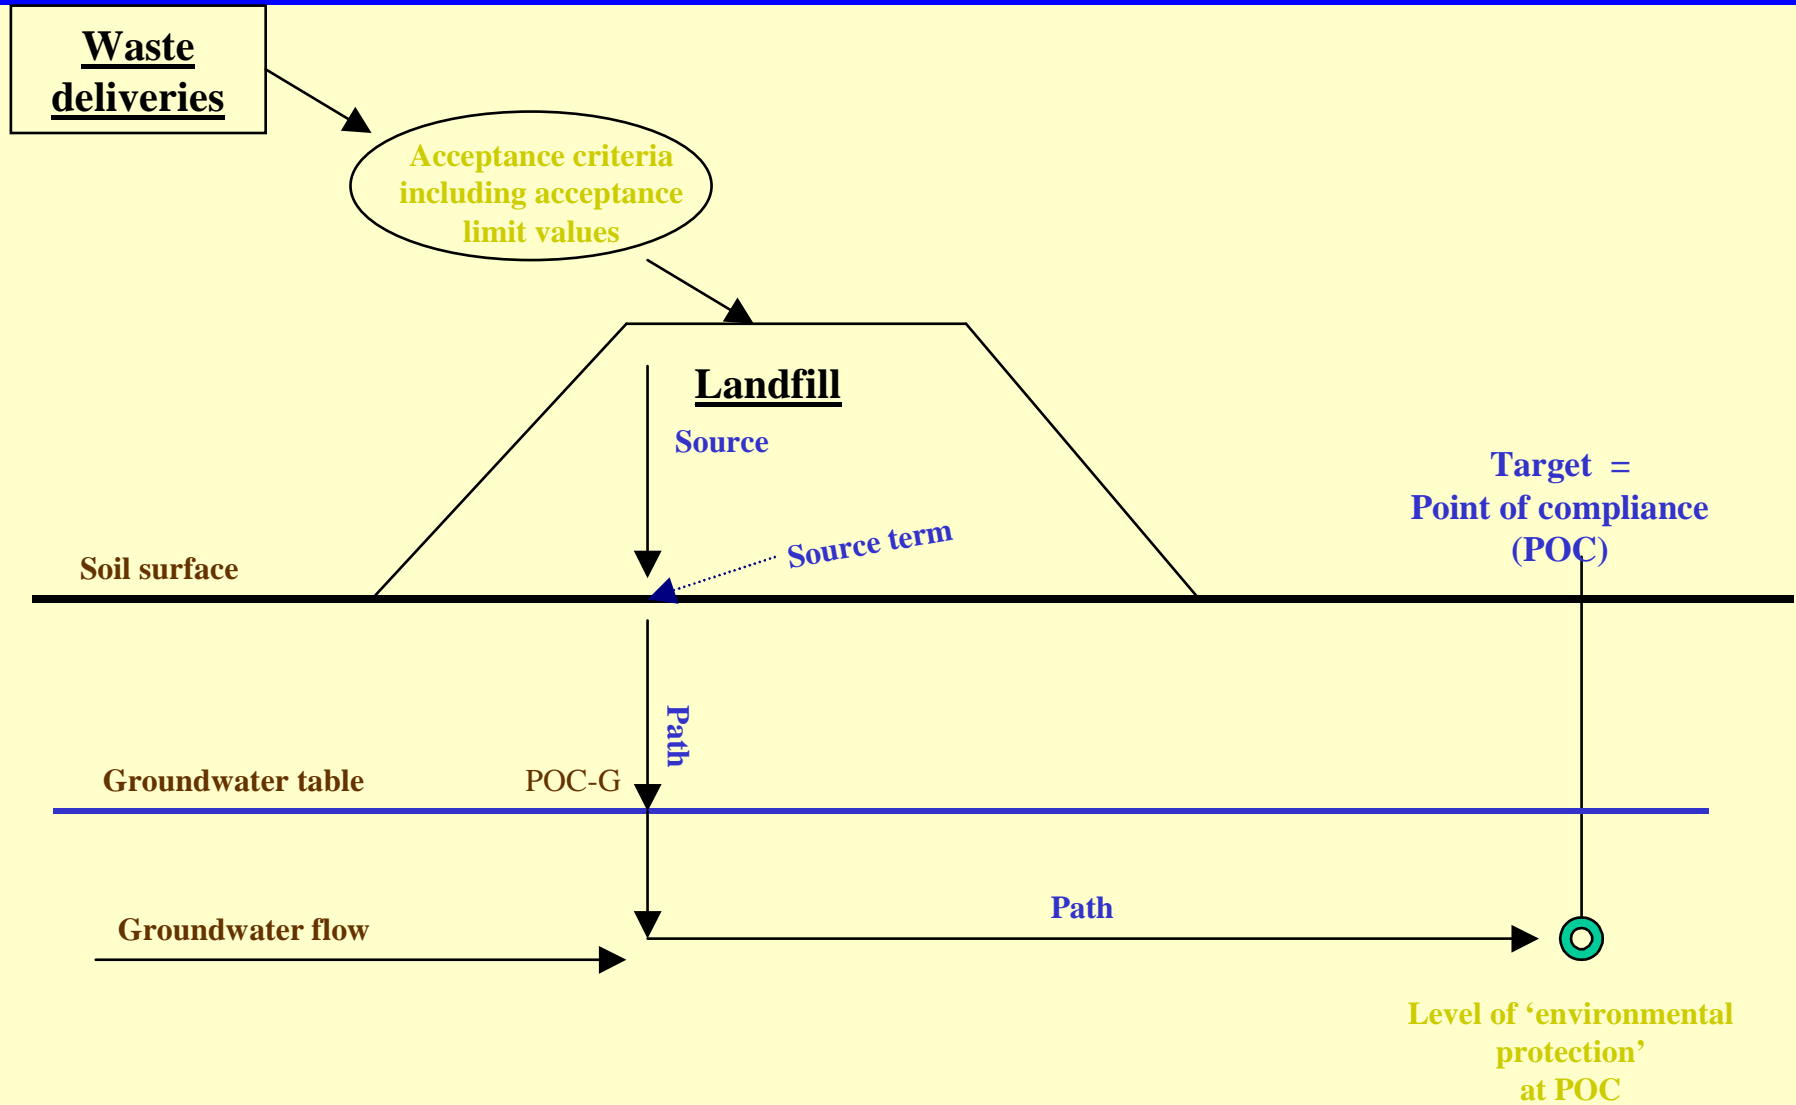 Waste
deliveries
Acceptance criteria
including acceptance
limit values
Landfill
Source
Source term
Target =
Point of compliance
(POC)
Soil surface
Path
Groundwater table
POC-G
Path
Groundwater flow
Level of ‘environmental
protection’
at POC